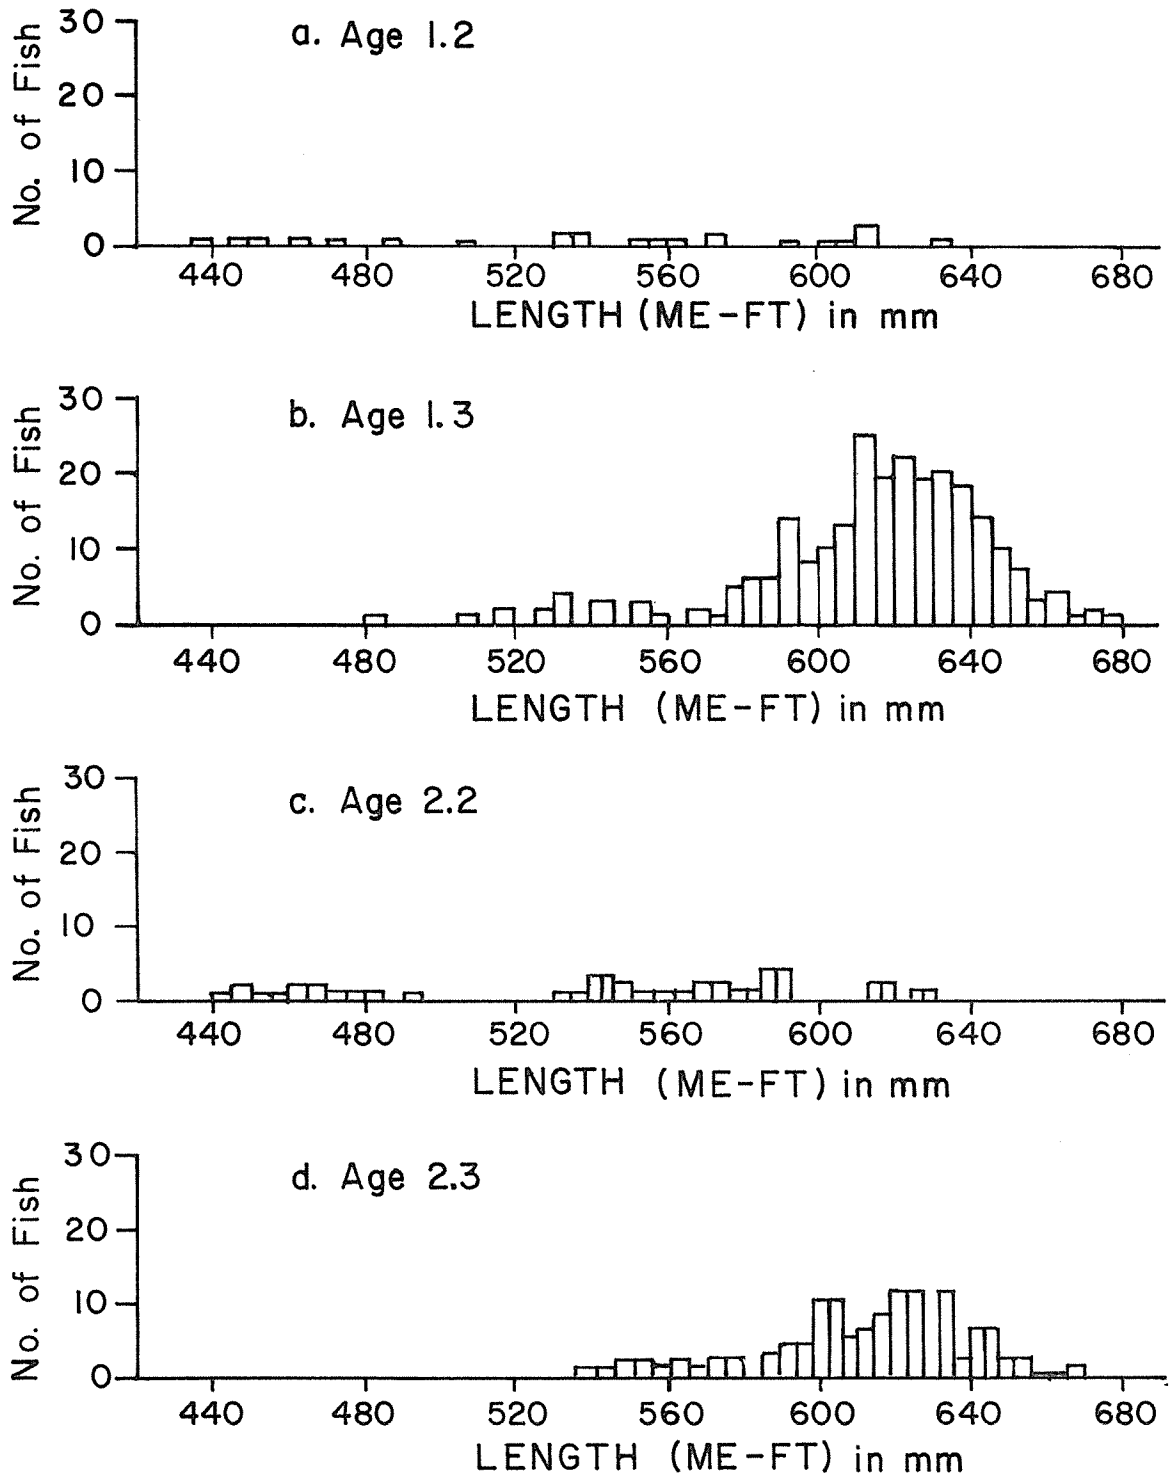 a. Age 1.2
No. of Fish
30
20
10
0
440 480 520 560 600 640 680
LENGTH (ME-FT) in mm
b. Age 1.3
No. of Fish
30
20
10
0
440 480 520 560 600 640 680
LENGTH (ME-FT) in mm
c. Age 2.2
No. of Fish
30
20
10
0
440 480 520 560 600 640 680
LENGTH (ME-FT) in mm
d. Age 2.3
No. of Fish
30
20
10
0
440 480 520 560 600 640 680
LENGTH (ME-FT) in mm